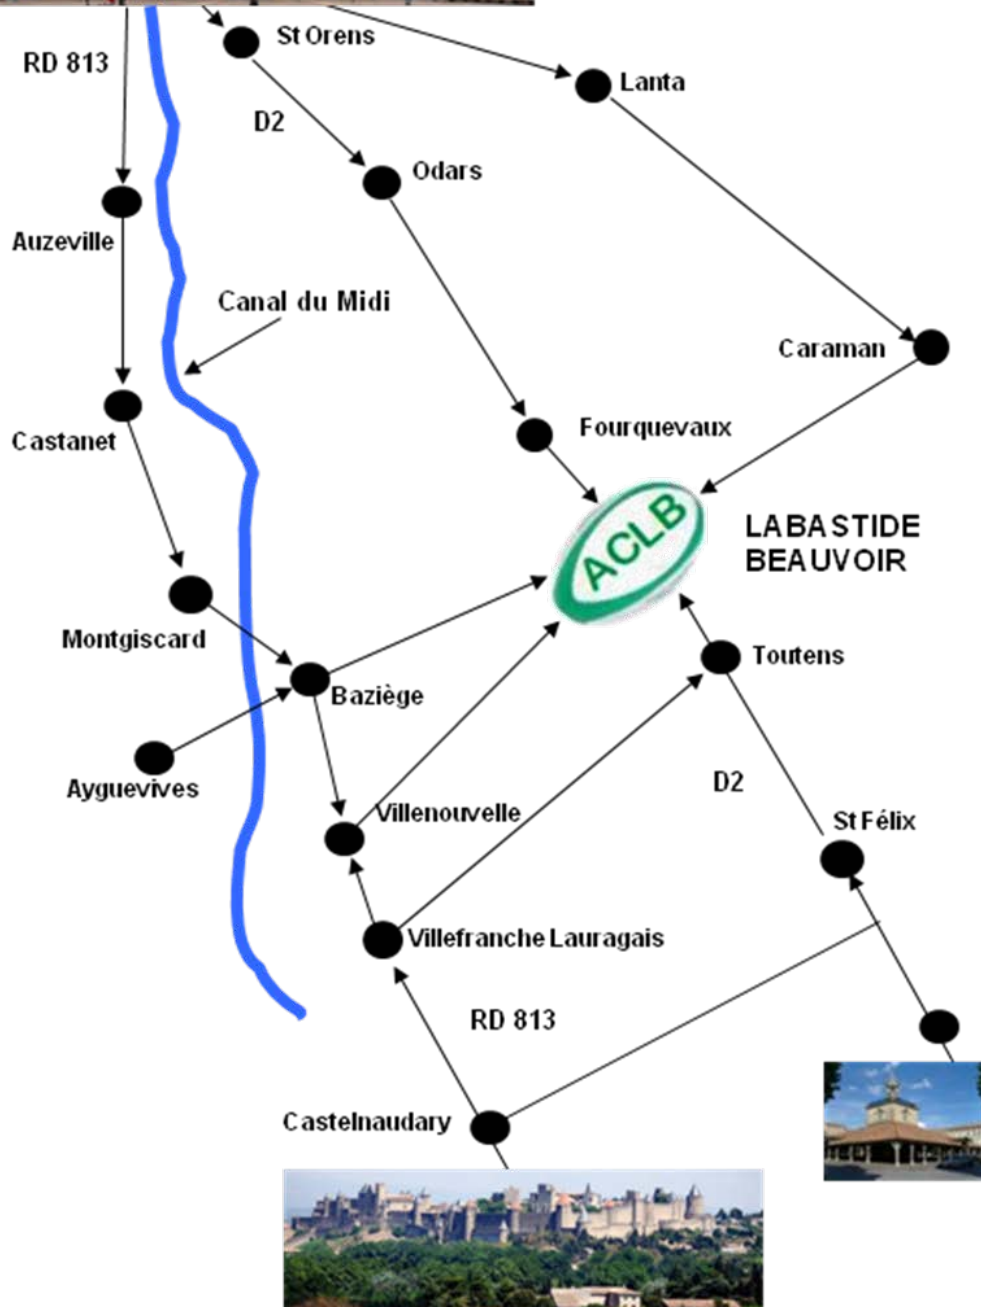 St Orens
RD 813
Lanta
D2
Odars
Auzeville
Canal du Midi
Caraman
Fourquevaux
Castanet
ACLB
LABASTIDE
BEAUVOIR
Montgiscard
Toutens
Baziège
D2
Ayguevives
Villenouvelle
St Félix
Villefranche Lauragais
RD 813
Castelnaudary